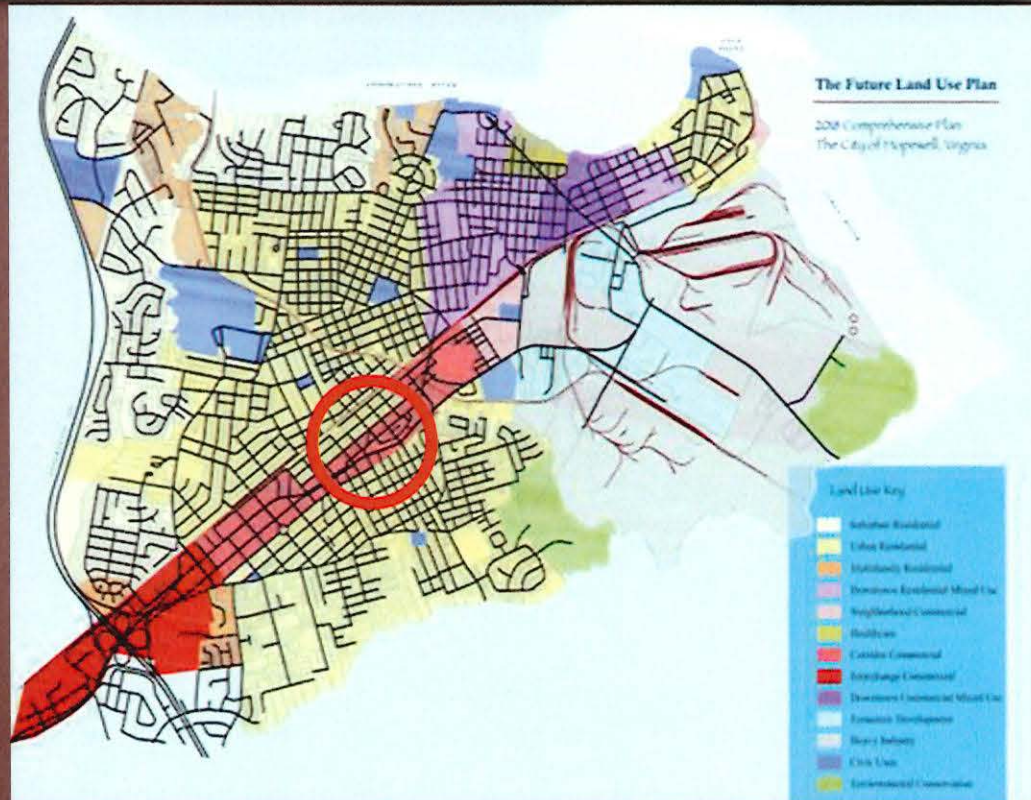 The Future Land Use Plan
2018 Comprehensive Plan
The City of Hopewell, Virginia
Land Use Key
Suburban Residential
Urban Residential
Multifamily Residential
Downtown Residential Mixed Use
Neighborhood Commercial
Healthcare
Corridor Commercial
Interchange Commercial
Downtown Commercial Mixed Use
Economic Development
Heavy Industry
Civic Uses
Environmental Conservation